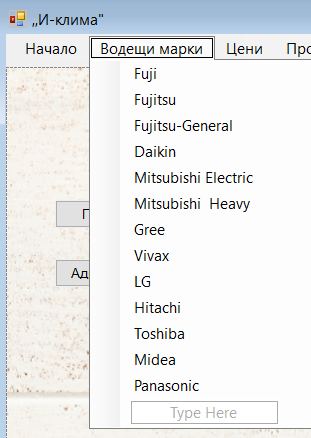 „И-клима"
Начало Водещи марки Цени
Fuji
Fujitsu
Fujitsu-General
Daikin
Mitsubishi Electric
Mitsubishi  Heavy
Gree
Vivax
LG
Hitachi
Toshiba
Midea
Panasonic
Type Here